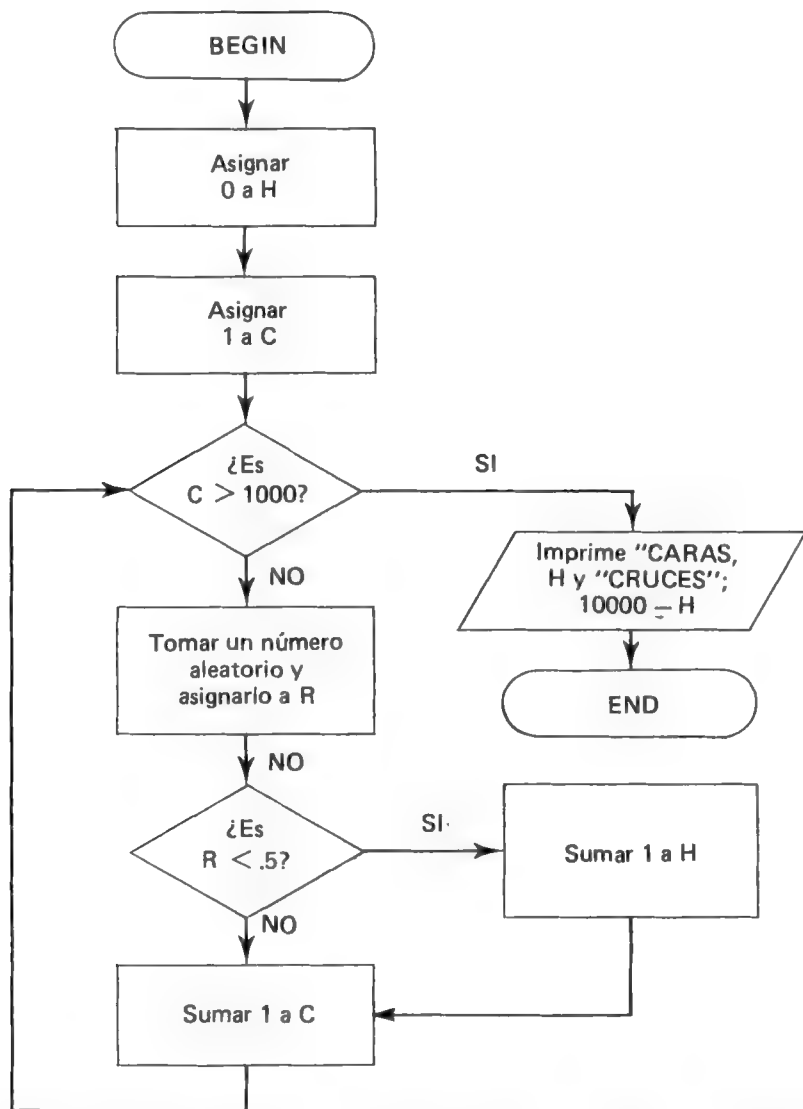 BEGIN
Asignar
0 a H
Asignar
1 a C
¿Es
C > 1000?
SI
Imprime "CARAS,
H y "CRUCES";
10000 – H
END
NO
Tomar un número
aleatorio y
asignarlo a R
NO
¿Es
R < .5?
SI
Sumar 1 a H
NO
Sumar 1 a C